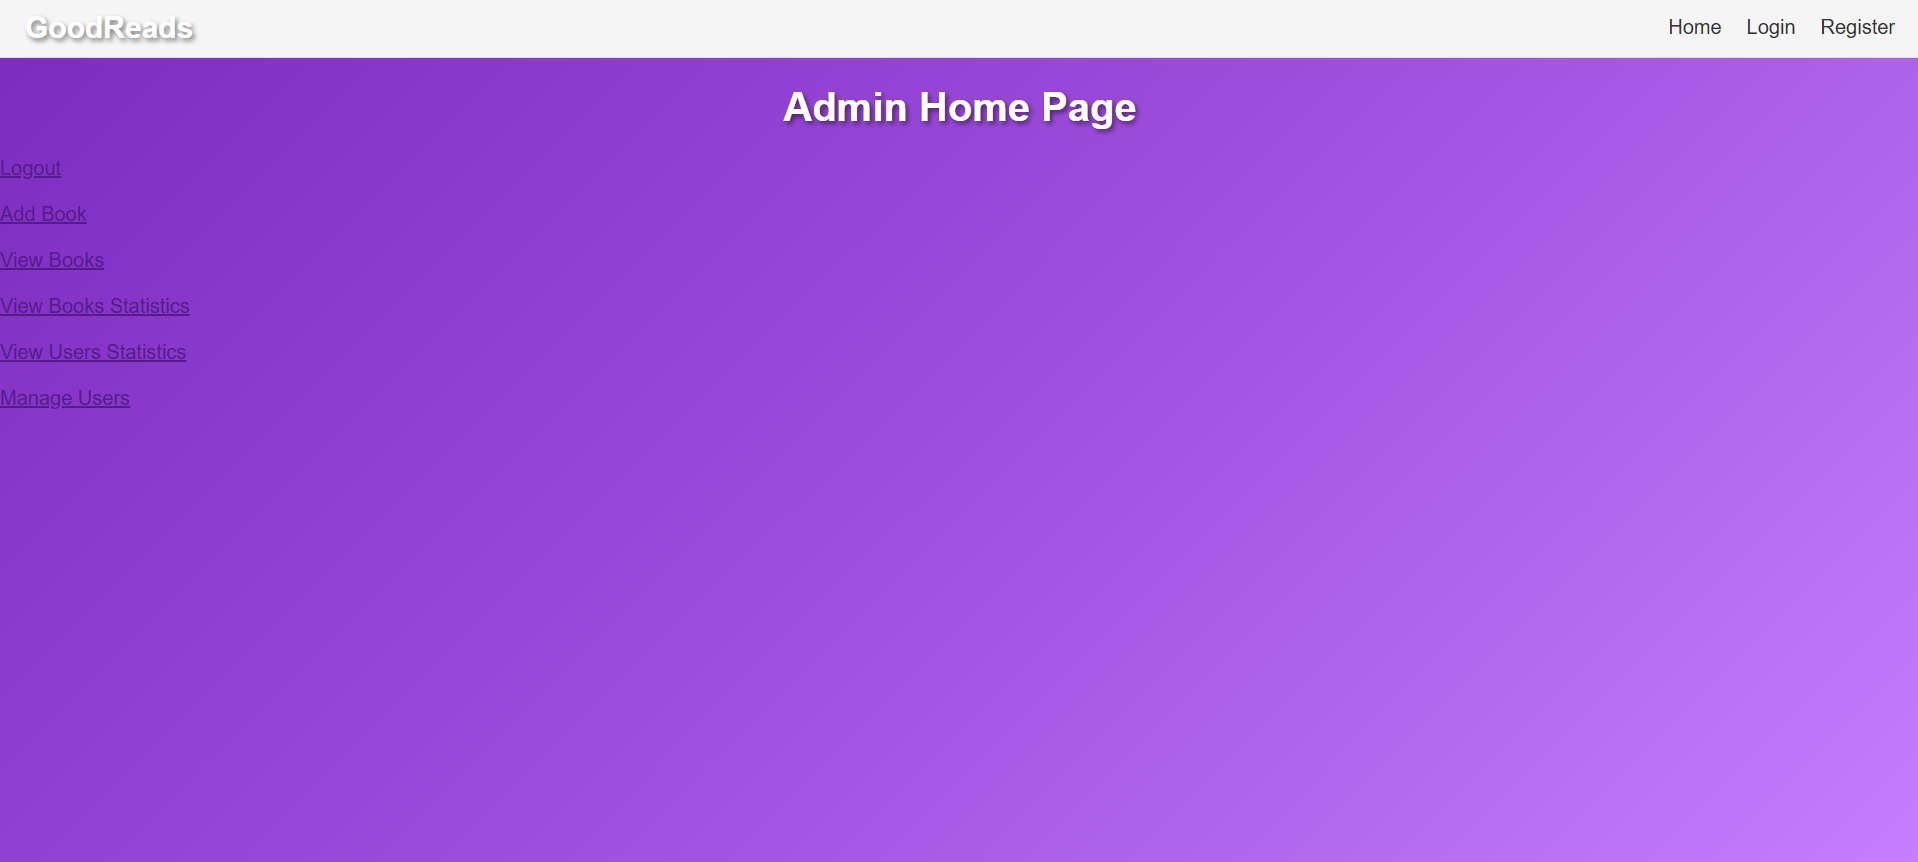 GoodReads
Home Login Register
Admin Home Page
Logout
Add Book
View Books
View Books Statistics
View Users Statistics
Manage Users